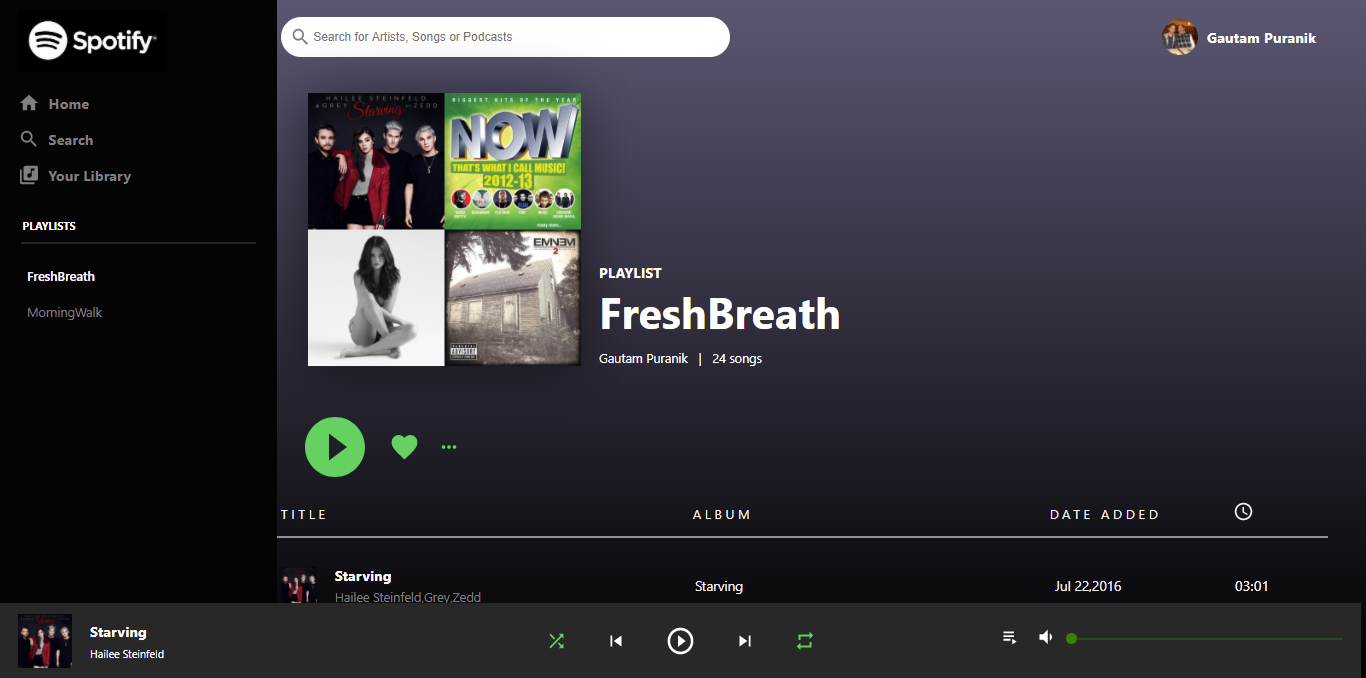 Spotify
Search for Artists, Songs or Podcasts
Gautam Puranik
Home
Search
Your Library
PLAYLISTS
FreshBreath
MorningWalk
HAILEE STEINFELD
& GREY Starving FT ZEDD
BIGGEST HITS OF THE YEAR
NOW
THAT'S WHAT I CALL MUSIC!
2012-13
EMINEM
2
PARENTAL
ADVISORY
PLAYLIST
FreshBreath
Gautam Puranik | 24 songs
TITLE ALBUM DATE ADDED
Starving Starving Jul 22,2016 03:01
Hailee Steinfeld,Grey,Zedd
Starving
Hailee Steinfeld